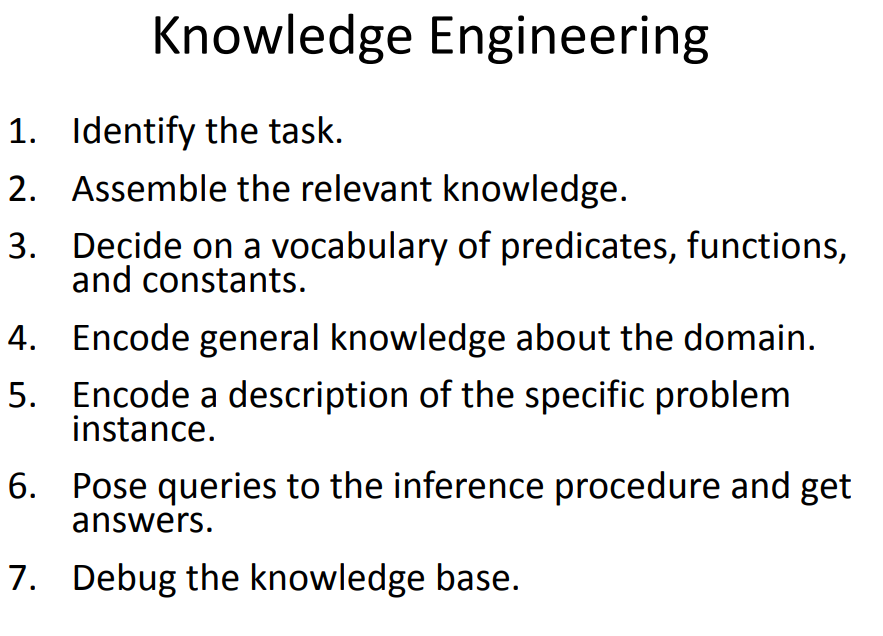 Knowledge Engineering
1. Identify the task.
2. Assemble the relevant knowledge.
3. Decide on a vocabulary of predicates, functions,
and constants.
4. Encode general knowledge about the domain.
5. Encode a description of the specific problem
instance.
6. Pose queries to the inference procedure and get
answers.
7. Debug the knowledge base.